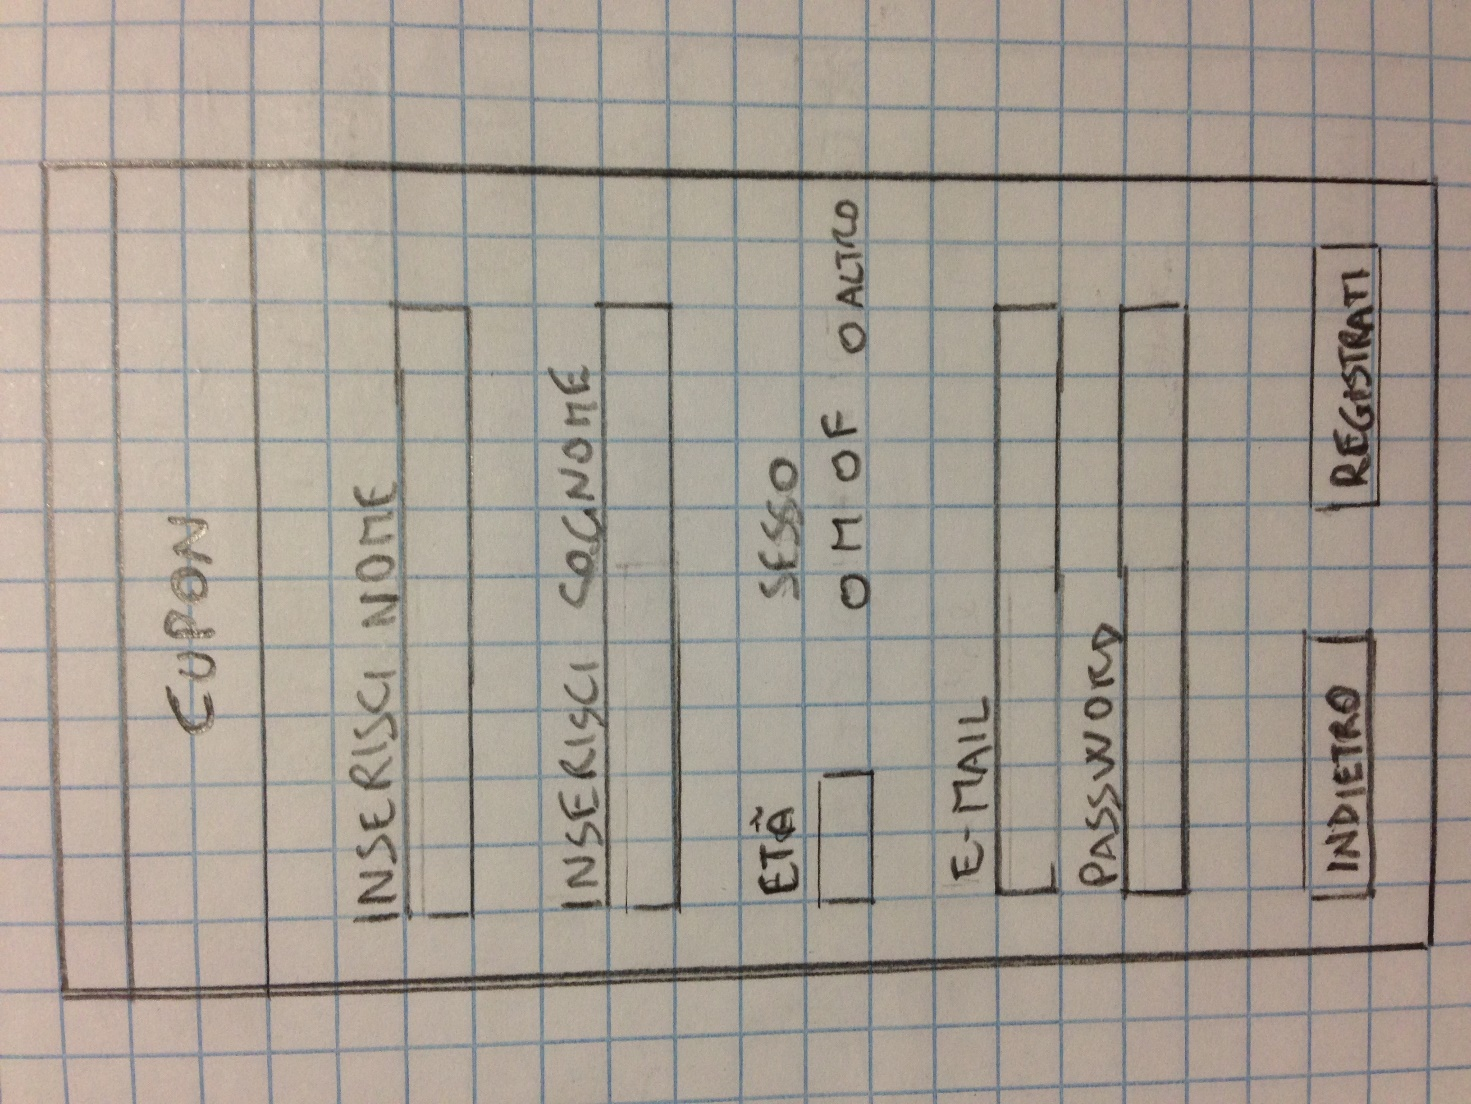 CUPON
INSERISCI NOME
INSERISCI COGNOME
ETÀ SESSO
O M O F O ALTRO
E-MAIL
PASSWORD
INDIETRO REGISTRATI